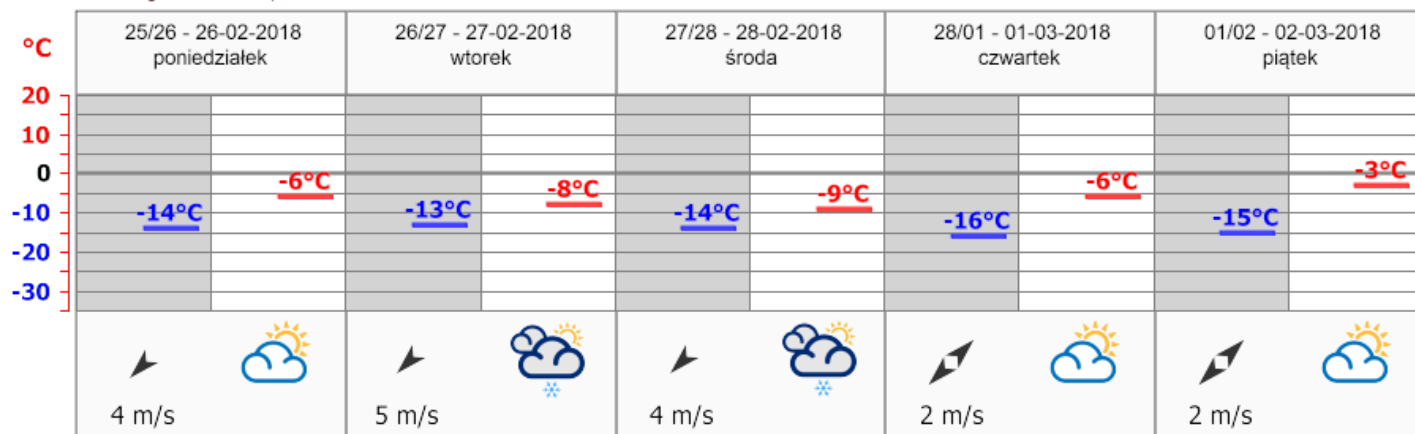 25/26 - 26-02-2018
poniedziałek
26/27 - 27-02-2018
wtorek
27/28 - 28-02-2018
środa
28/01 - 01-03-2018
czwartek
01/02 - 02-03-2018
piątek
°C
20
10
0
-10
-20
-30
-14°C
-6°C
-13°C
-8°C
-14°C
-9°C
-16°C
-6°C
-15°C
-3°C
4 m/s
5 m/s
4 m/s
2 m/s
2 m/s